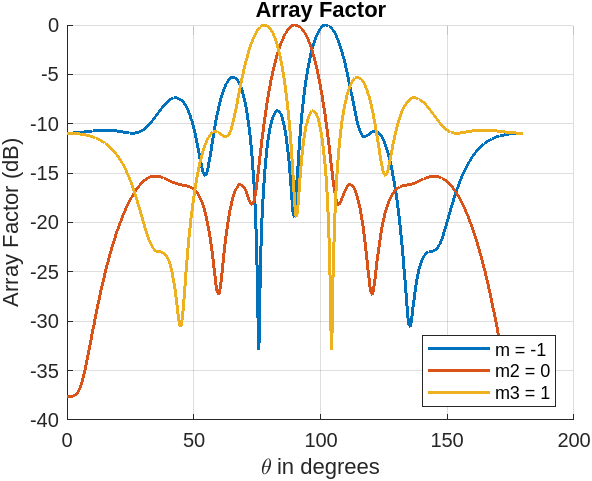 Array Factor
0
-5
-10
-15
-20
-25
-30
-35
-40
Array Factor (dB)
m = -1
m2 = 0
m3 = 1
0 50 100 150 200
θ in degrees